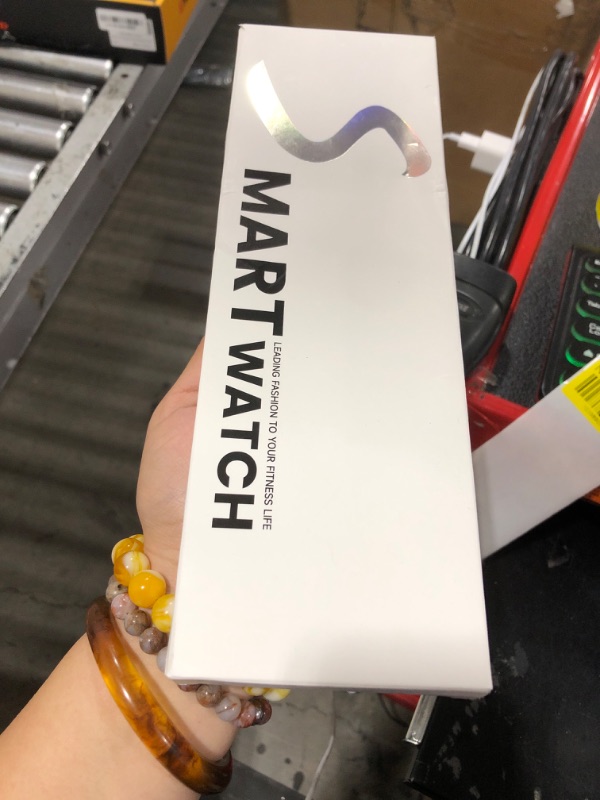 SMART WATCH
LEADING FASHION TO YOUR FITNESS LIFE